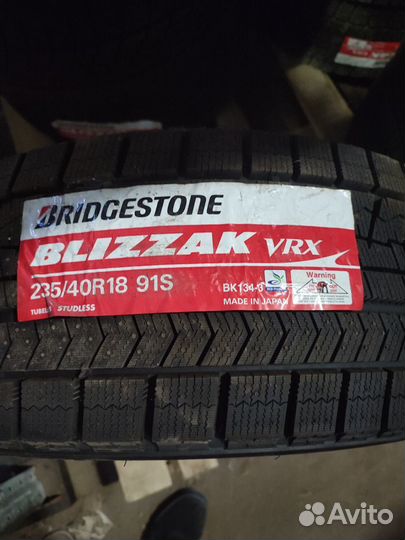 BRIDGESTONE
BLIZZAK VRX
235/40R18 91S
TUBELESS STUDLESS
BK134-0
MADE IN JAPAN
Warning
Avito